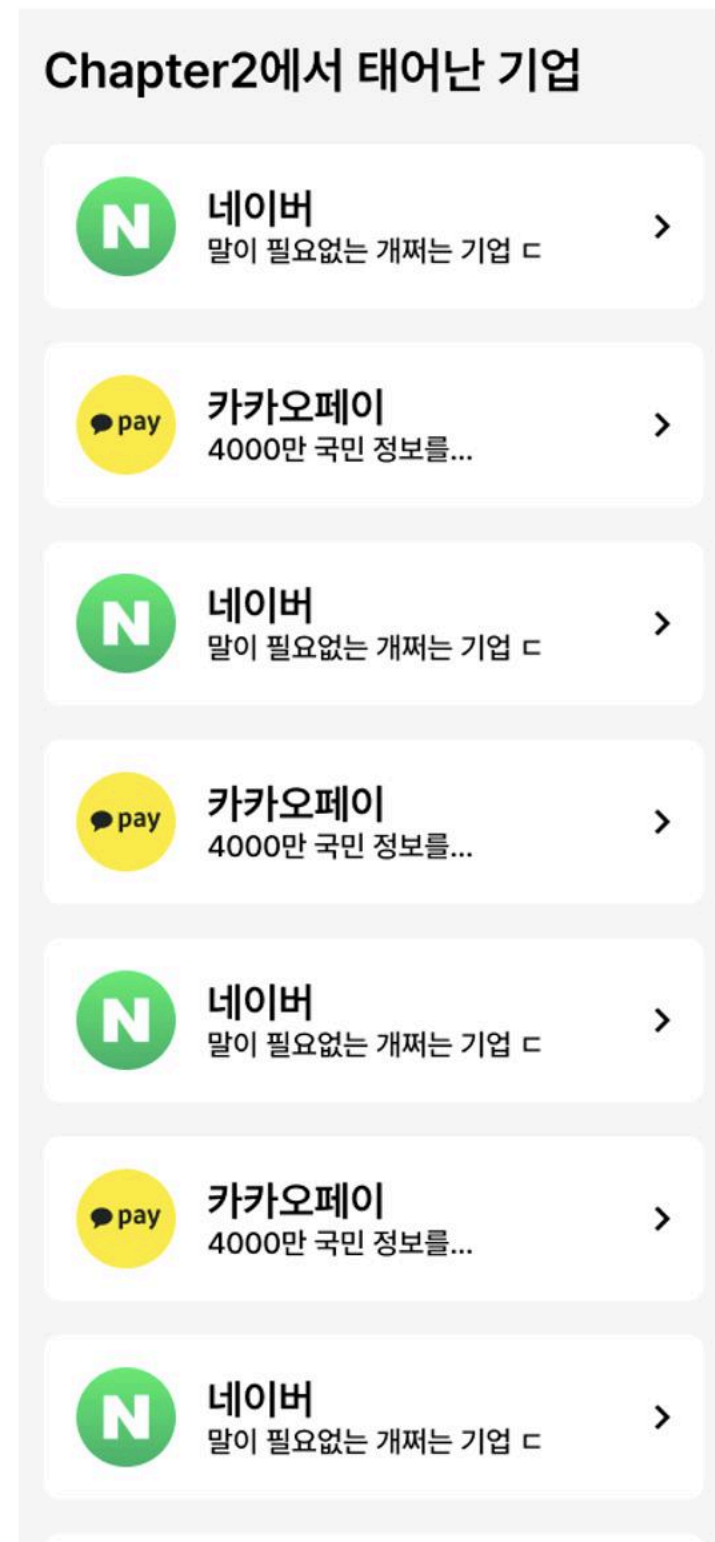 Chapter2에서 태어난 기업
N
네이버
말이 필요없는 개쩌는 기업 ㄷ
pay
카카오페이
4000만 국민 정보를...
N
네이버
말이 필요없는 개쩌는 기업 ㄷ
pay
카카오페이
4000만 국민 정보를...
N
네이버
말이 필요없는 개쩌는 기업 ㄷ
pay
카카오페이
4000만 국민 정보를...
N
네이버
말이 필요없는 개쩌는 기업 ㄷ